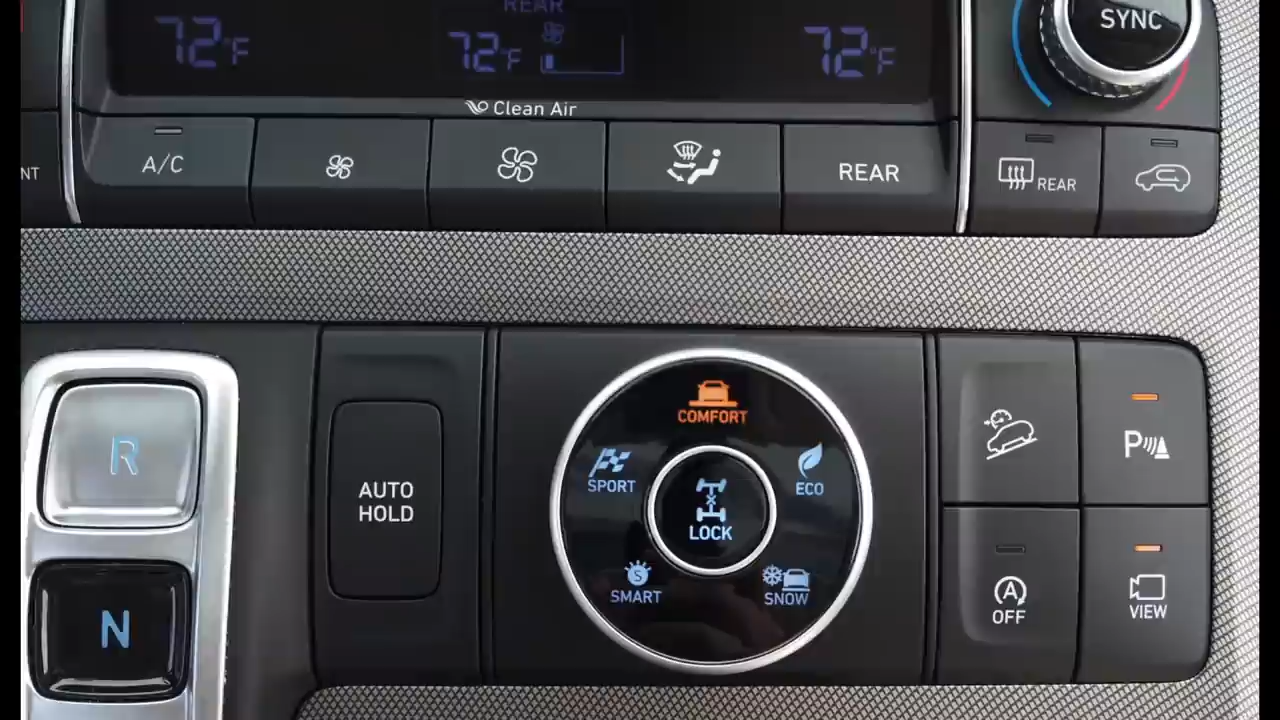 REAR
72°F
72°F
72°F
SYNC
Clean Air
NT
A/C
REAR
REAR
COMFORT
SPORT
ECO
LOCK
SMART
SNOW
AUTO
HOLD
R
N
P
A
OFF
VIEW
S